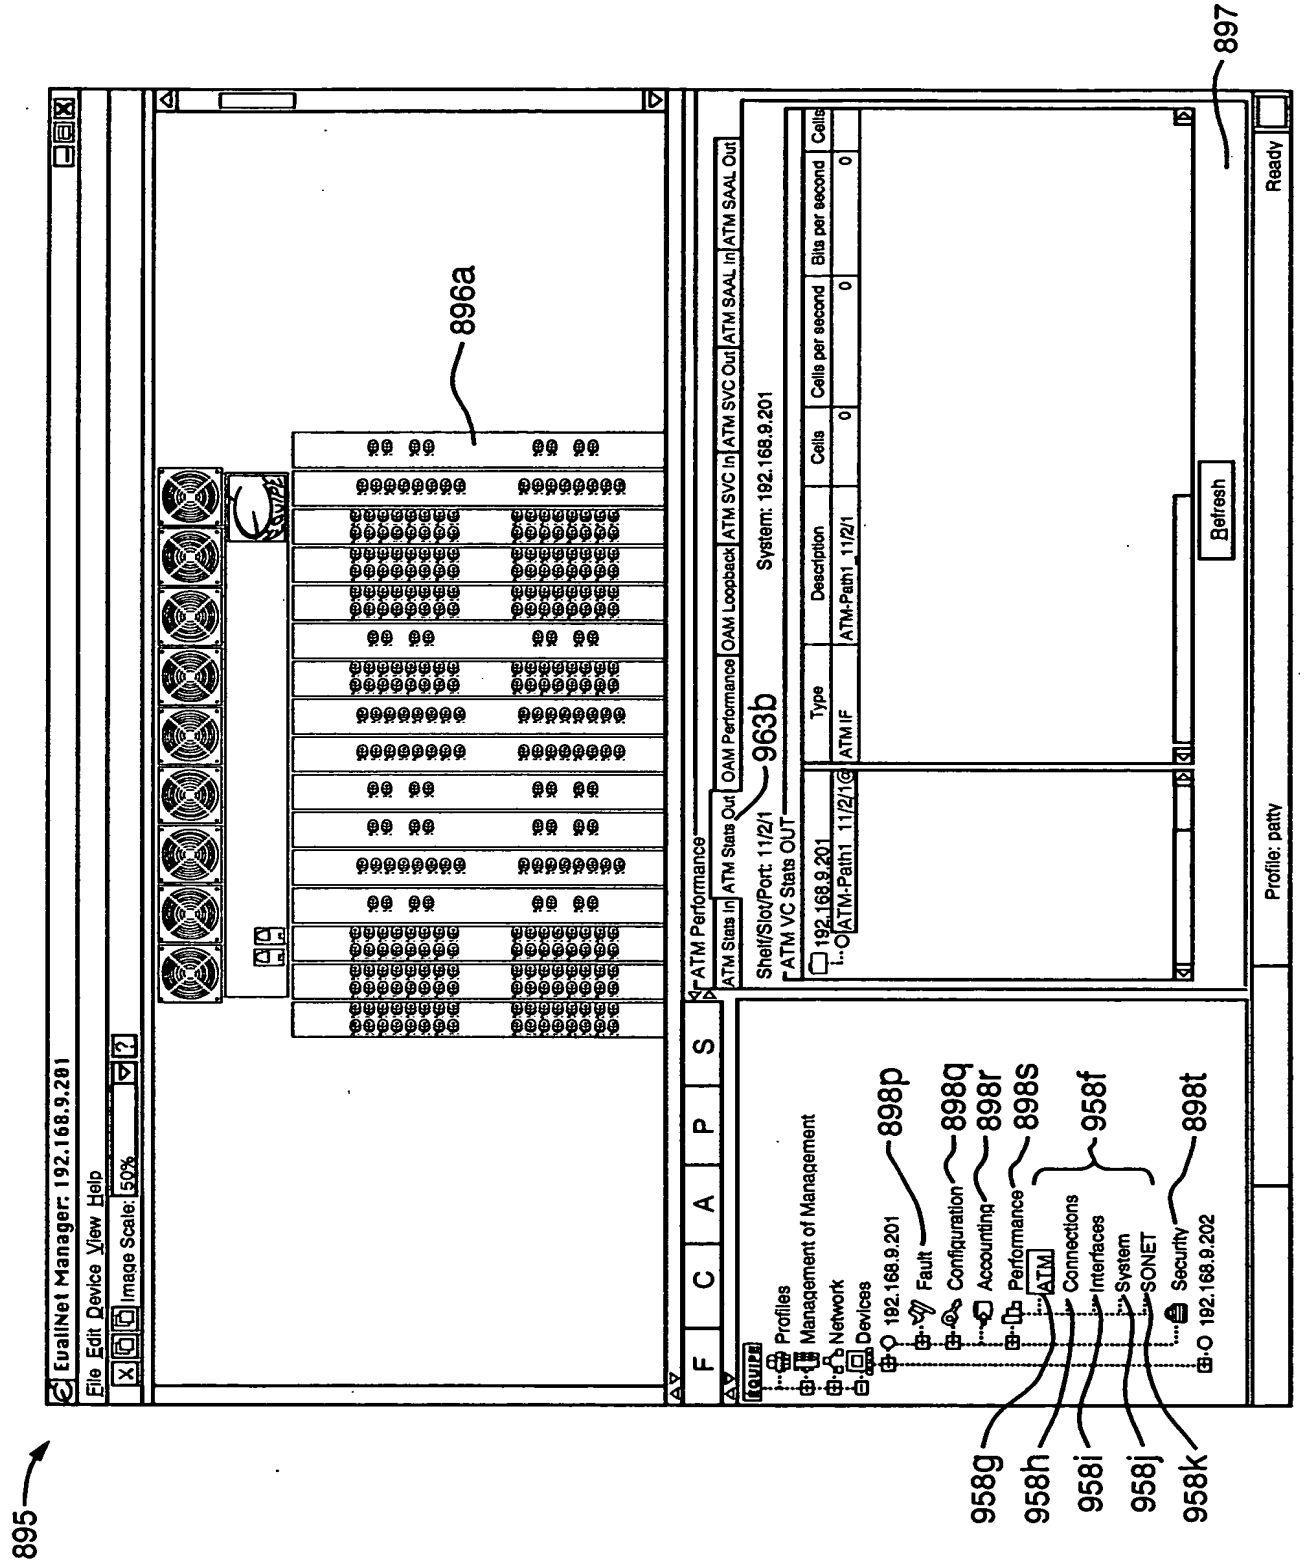 895
EualiNet Manager: 192.168.9.201
File Edit Device View Help
Image Scale: 50% ?
EQUIPE
896a
F C A P S
EQUIPE
Profiles
Management of Management
Network
Devices
192.168.9.201
Fault
Configuration
Accounting
Performance
ATM
Connections
Interfaces
System
SONET
Security
192.168.9.202
898p
898q
898r
898s
958f
898t
958g
958h
958i
958j
958k
ATM Performance
ATM Stats In ATM Stats Out OAM Performance OAM Loopback ATM SVC In ATM SVC Out ATM SAAL In ATM SAAL Out
963b
Shelf/Slot/Port: 11/2/1 System: 192.168.9.201
ATM VC Stats OUT
192.168.9.201
ATM-Path1_11/2/1@
Type Description Cells Cells per second Bits per second Cells
ATM IF ATM-Path1_11/2/1 0 0 0
Refresh
897
Profile: patty Ready